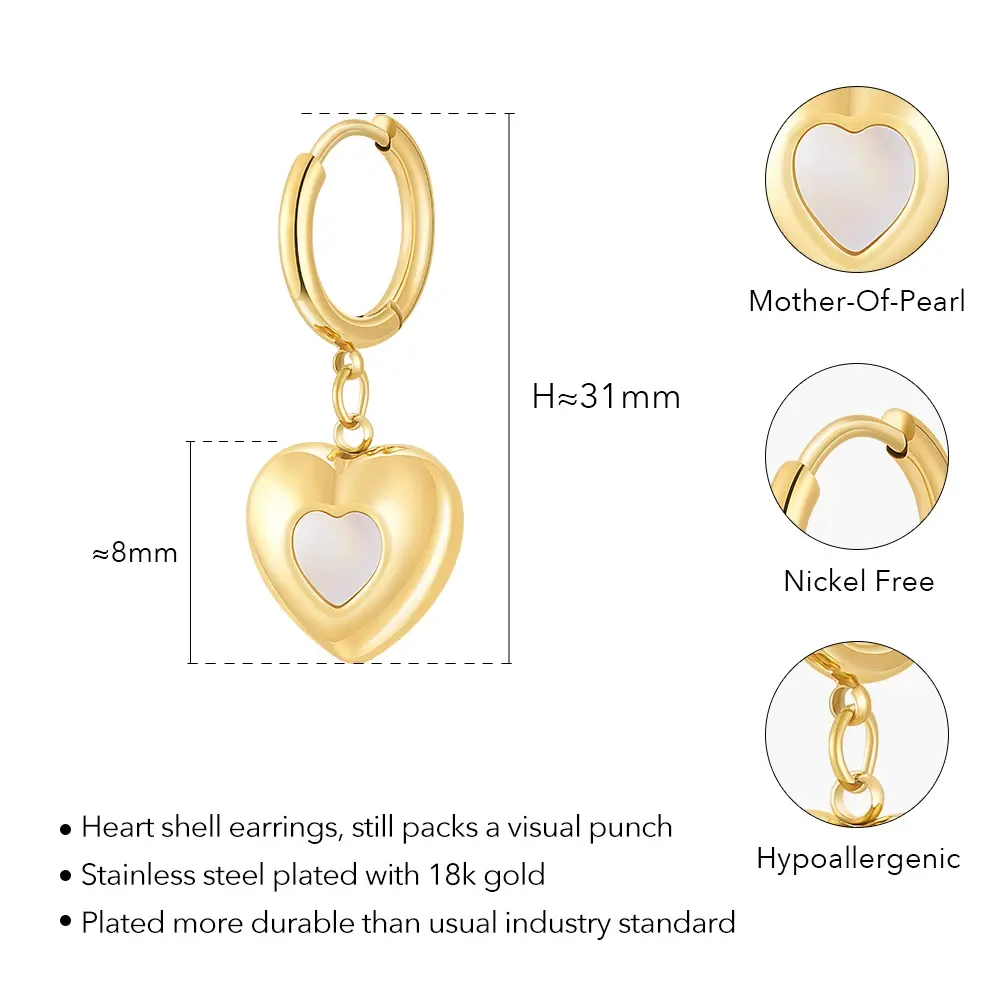 Mother-Of-Pearl
H≈31mm
≈8mm
Nickel Free
Hypoallergenic
• Heart shell earrings, still packs a visual punch
• Stainless steel plated with 18k gold
• Plated more durable than usual industry standard